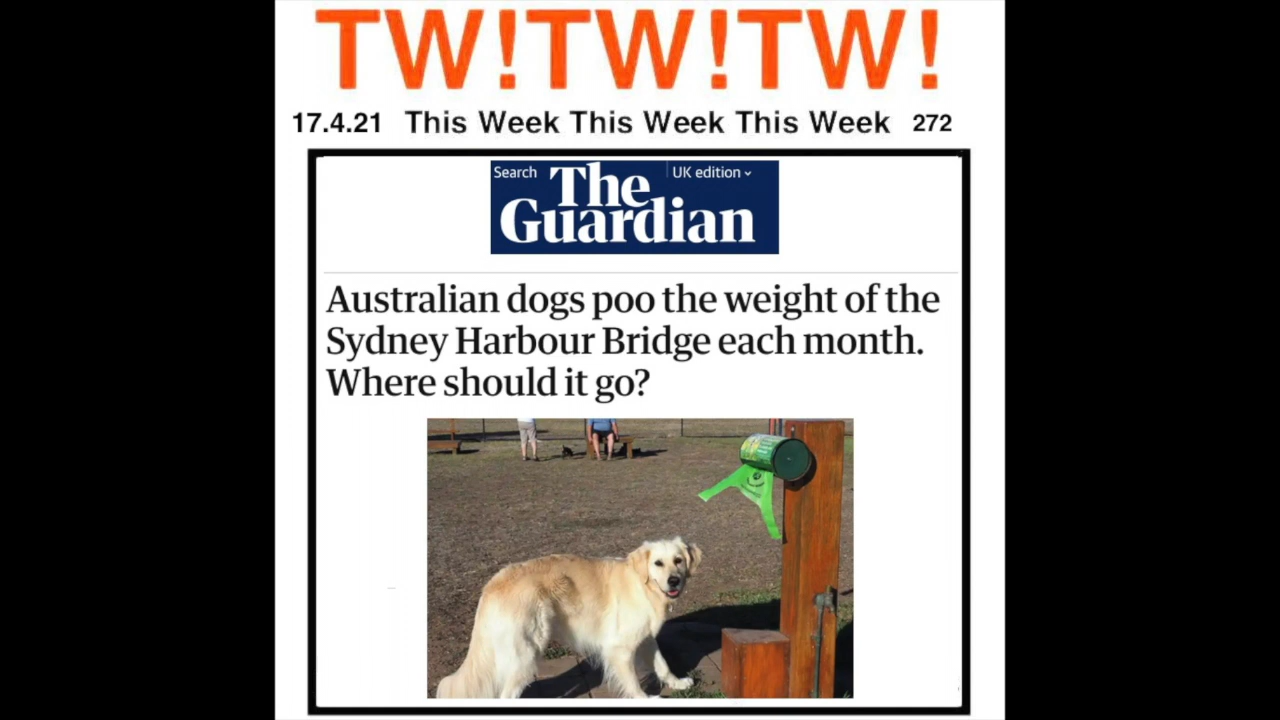 TW!TW!TW!
17.4.21 This Week This Week This Week 272
Search UK edition
The
Guardian
Australian dogs poo the weight of the
Sydney Harbour Bridge each month.
Where should it go?